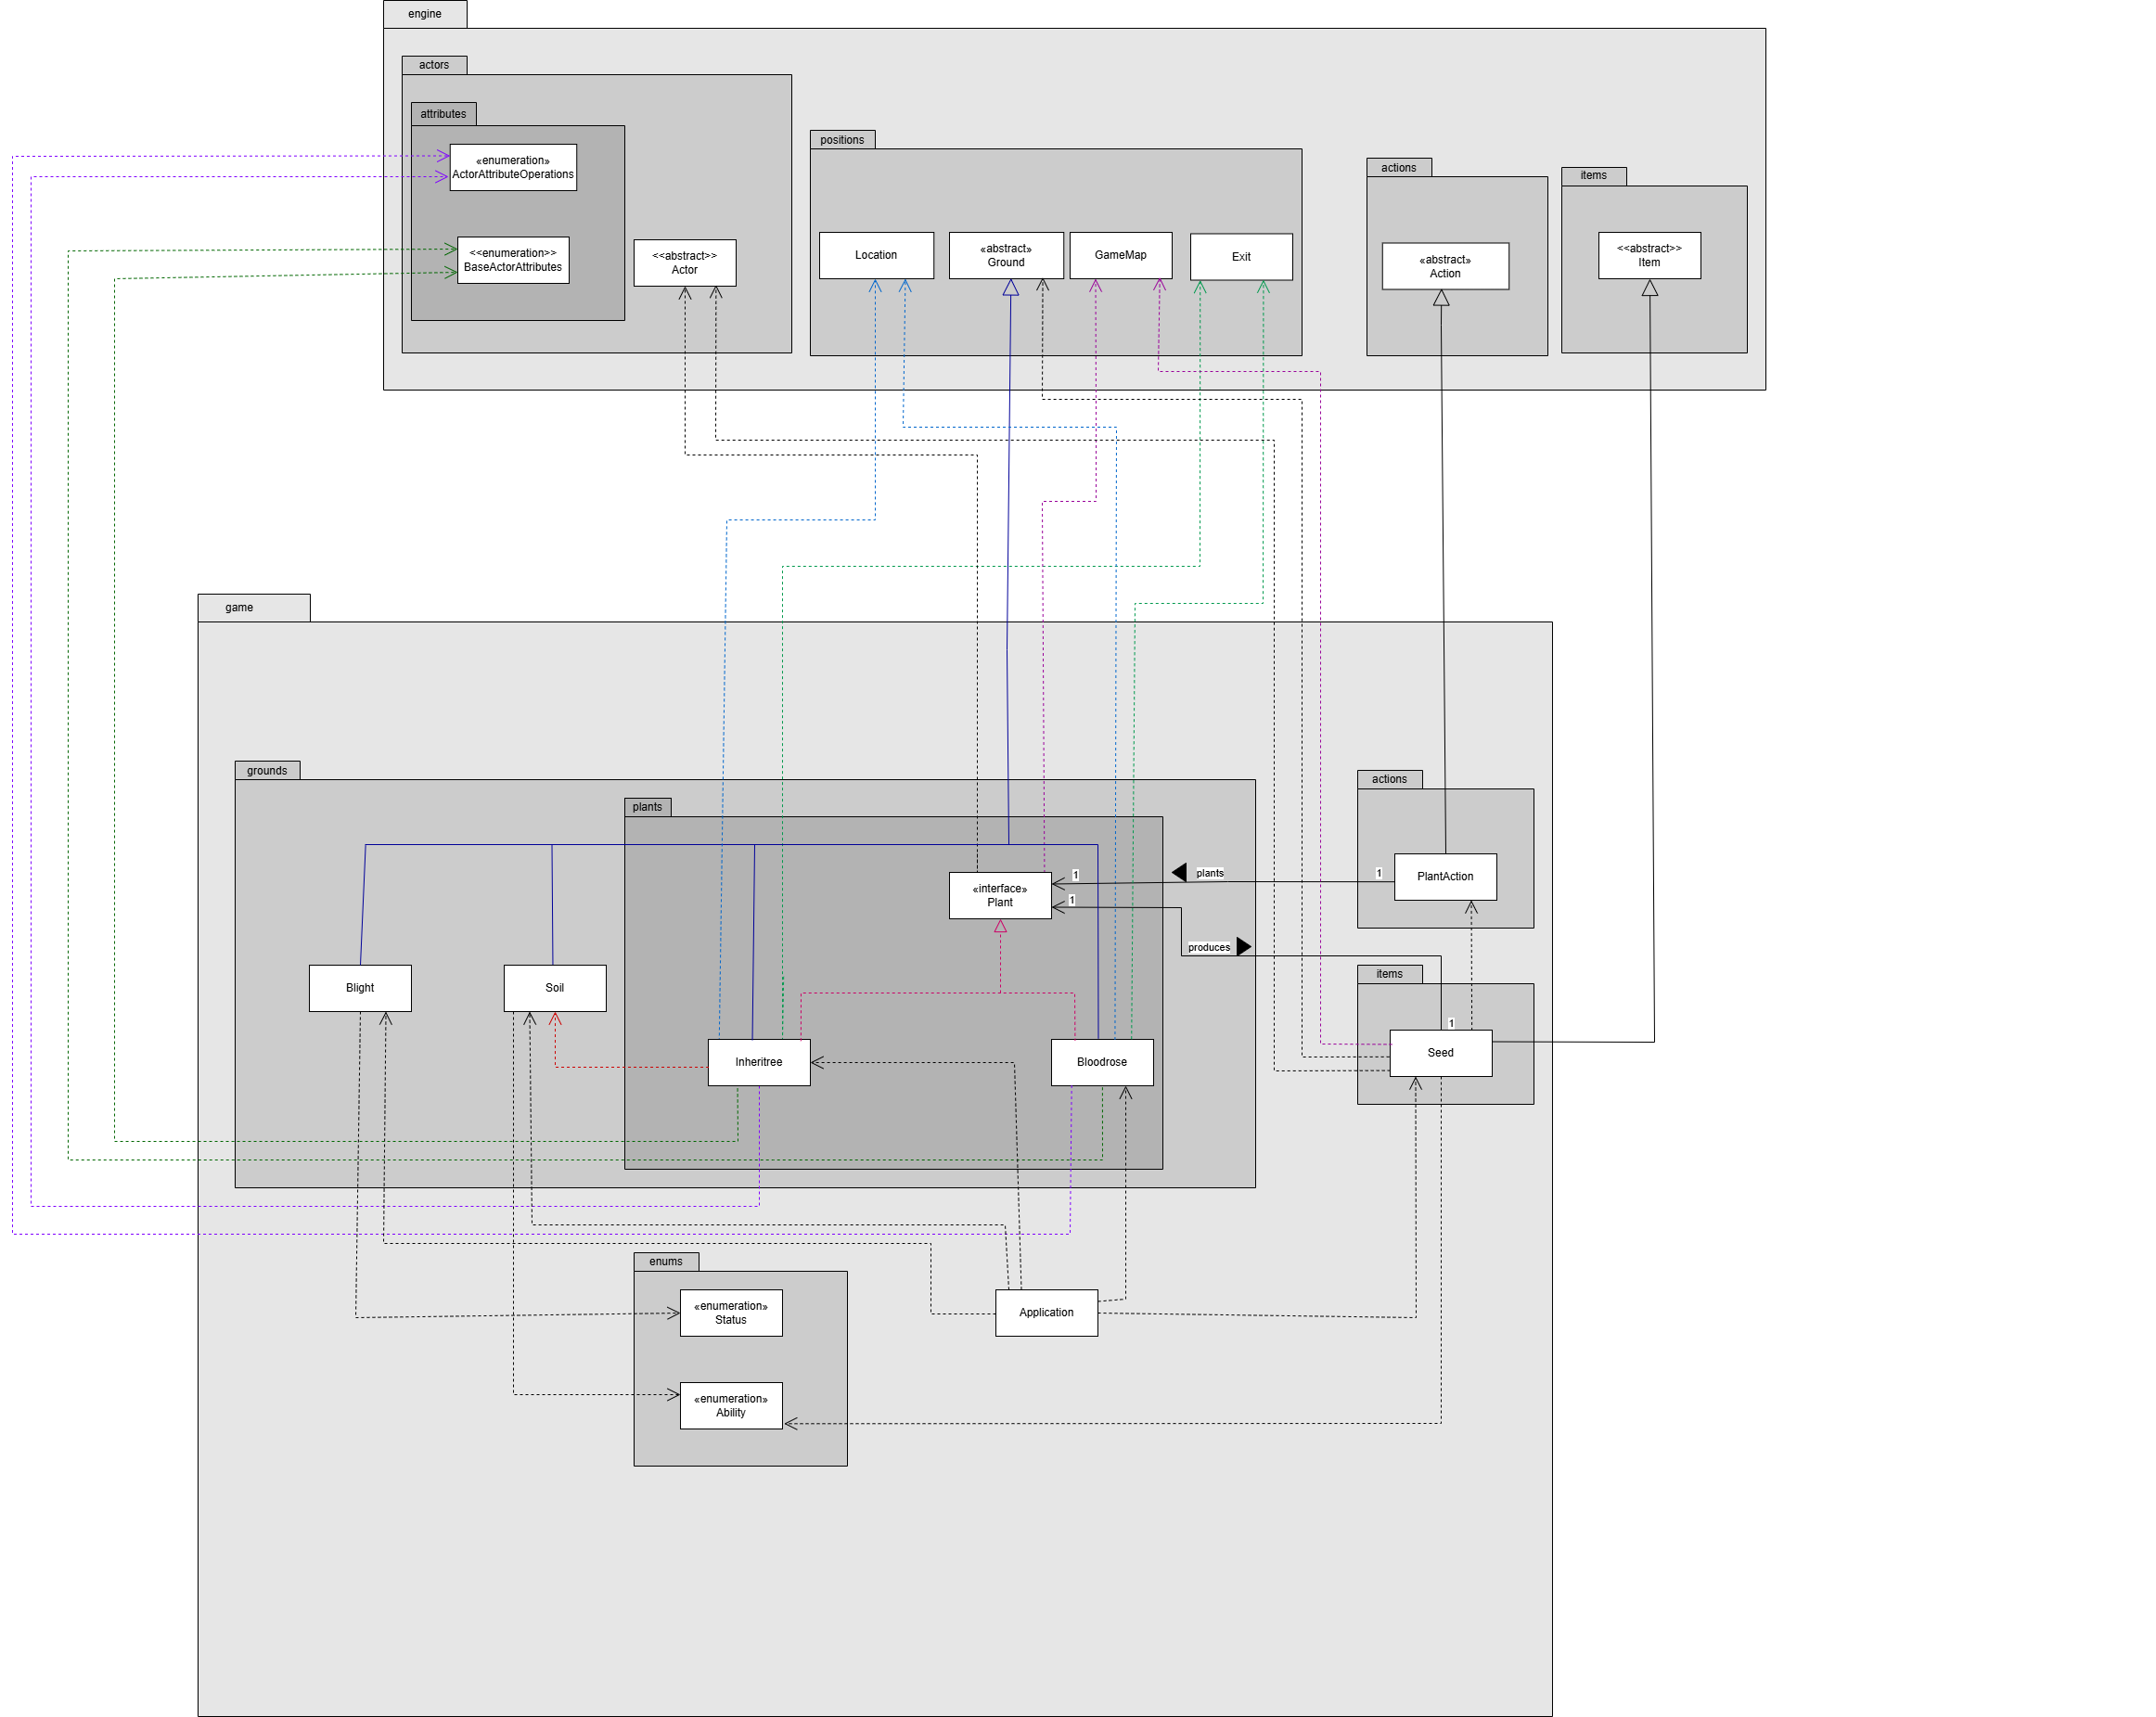 engine
actors
attributes
«enumeration»
ActorAttributeOperations
<<enumeration>>
BaseActorAttributes
<<abstract>>
Actor
positions
Location
«abstract»
Ground
GameMap
Exit
actions
«abstract»
Action
items
<<abstract>>
Item
game
grounds
plants
«interface»
Plant
1
plants
1
1
produces
Blight
Soil
Inheritree
Bloodrose
actions
PlantAction
items
1
Seed
enums
«enumeration»
Status
«enumeration»
Ability
Application